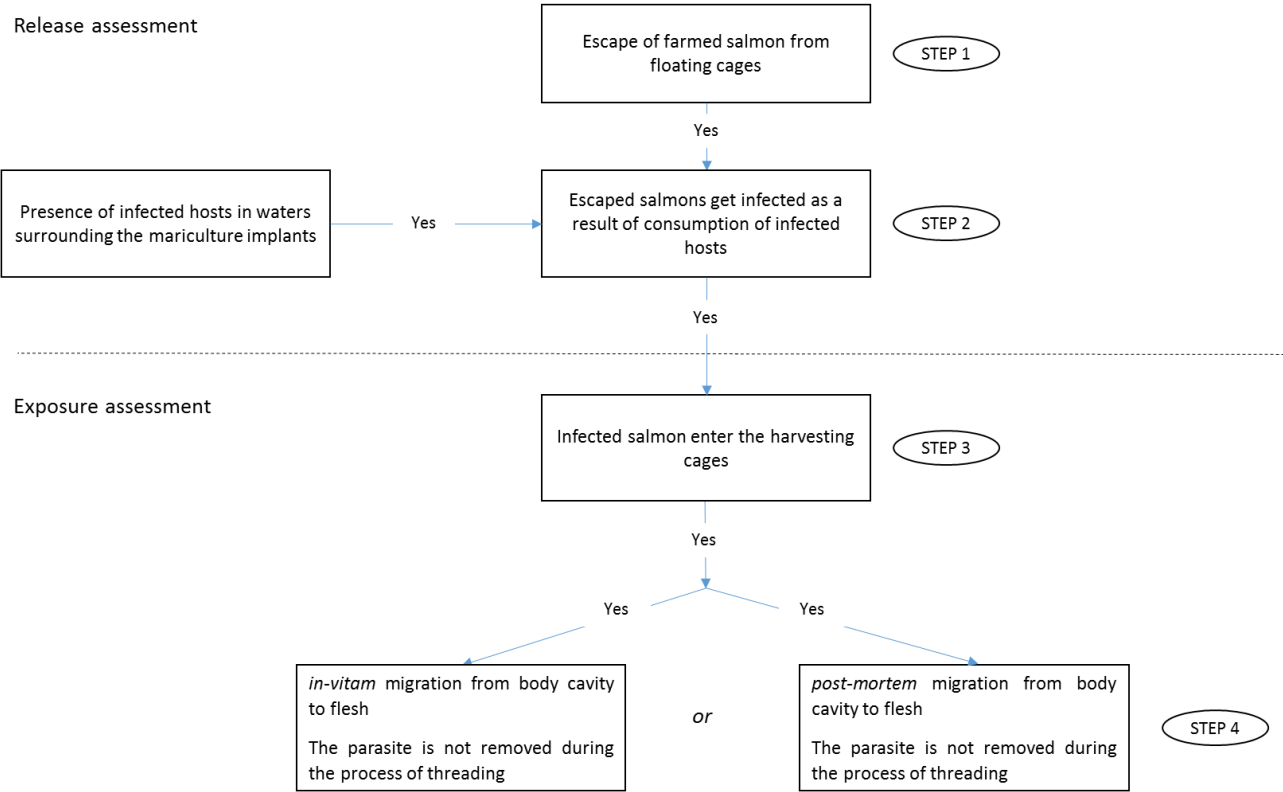 Release assessment
Escape of farmed salmon from
floating cages
STEP 1
Yes
Presence of infected hosts in waters
surrounding the mariculture implants
Yes
Escaped salmons get infected as a
result of consumption of infected
hosts
STEP 2
Yes
Exposure assessment
Infected salmon enter the harvesting
cages
STEP 3
Yes
Yes
Yes
in-vitam migration from body cavity
to flesh
The parasite is not removed during
the process of threading
or
post-mortem migration from body
cavity to flesh
The parasite is not removed during
the process of threading
STEP 4